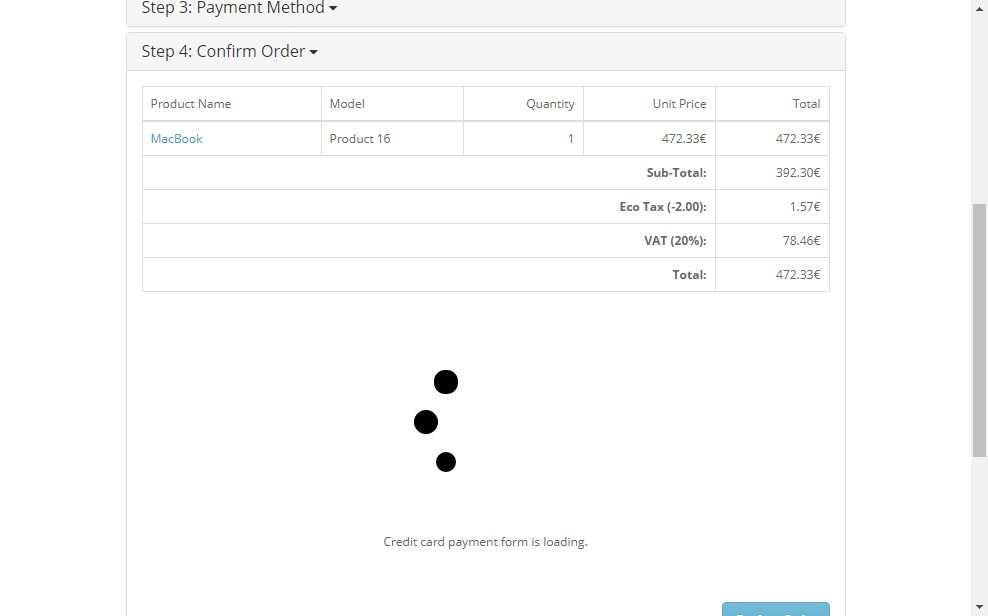 Step 3: Payment Method
Step 4: Confirm Order
Product Name Model Quantity Unit Price Total
MacBook Product 16 1 472.33€ 472.33€
Sub-Total: 392.30€
Eco Tax (-2.00): 1.57€
VAT (20%): 78.46€
Total: 472.33€
Credit card payment form is loading.